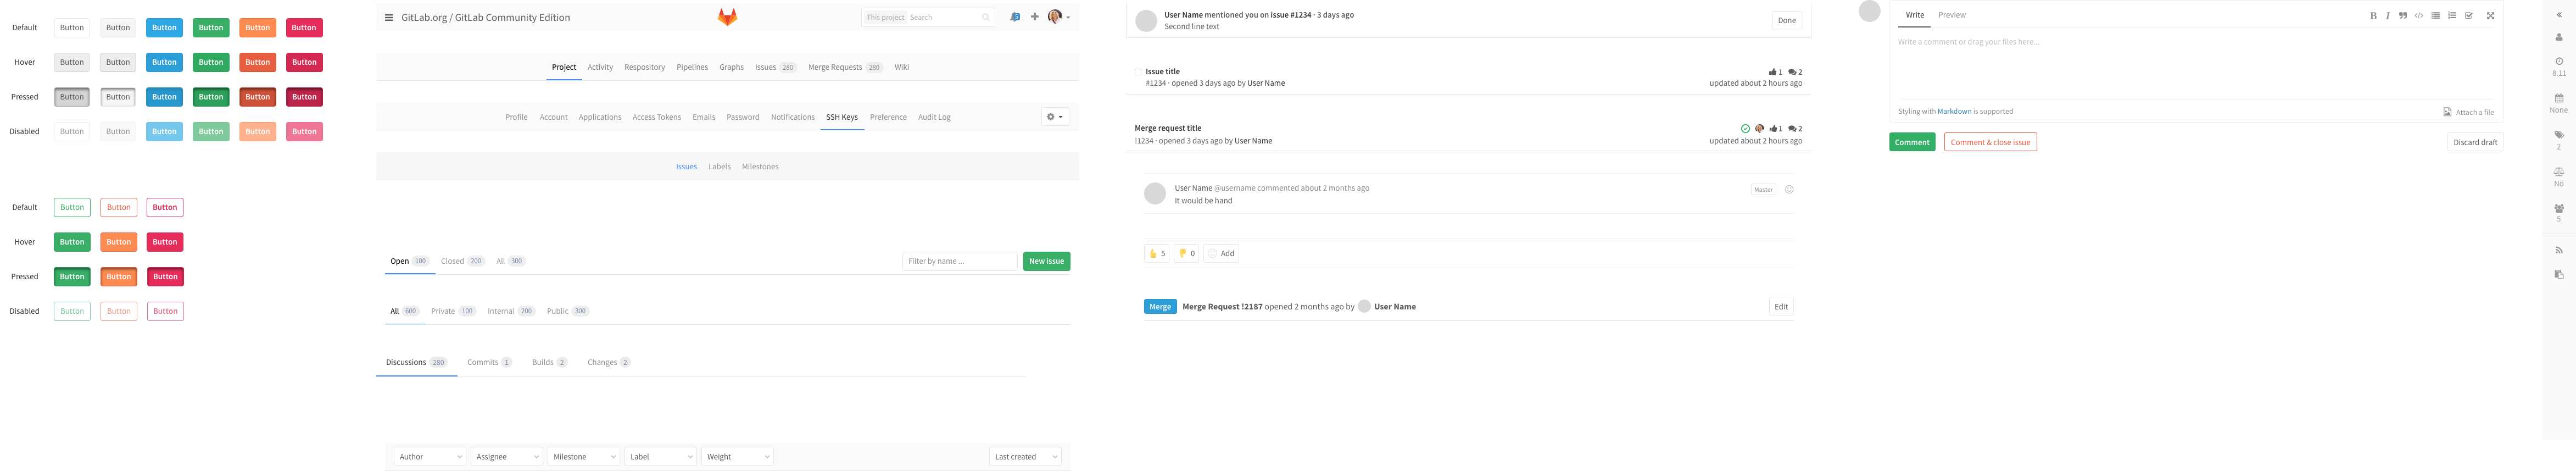 Default Button Button Button Button Button Button
Hover Button Button Button Button Button Button
Pressed Button Button Button Button Button Button
Disabled Button Button Button Button Button Button
Default Button Button Button
Hover Button Button Button
Pressed Button Button Button
Disabled Button Button Button
GitLab.org / GitLab Community Edition
This project Search
Project Activity Respository Pipelines Graphs Issues 280 Merge Requests 280 Wiki
Profile Account Applications Access Tokens Emails Password Notifications SSH Keys Preference Audit Log
Issues Labels Milestones
Open 100 Closed 200 All 300 Filter by name ... New issue
All 600 Private 100 Internal 200 Public 300
Discussions 280 Commits 1 Builds 2 Changes 2
Author Assignee Milestone Label Weight Last created
User Name mentioned you on issue #1234 · 3 days ago
Second line text
Done
Issue title 1 2
#1234 · opened 3 days ago by User Name updated about 2 hours ago
Merge request title 1 2
!1234 · opened 3 days ago by User Name updated about 2 hours ago
User Name @username commented about 2 months ago Master
It would be hand
5 0 Add
Merge Merge Request !2187 opened 2 months ago by User Name Edit
Write Preview B I
Write a comment or drag your files here...
Styling with Markdown is supported Attach a file
Comment Comment & close issue Discard draft
8.11
None
2
No
5